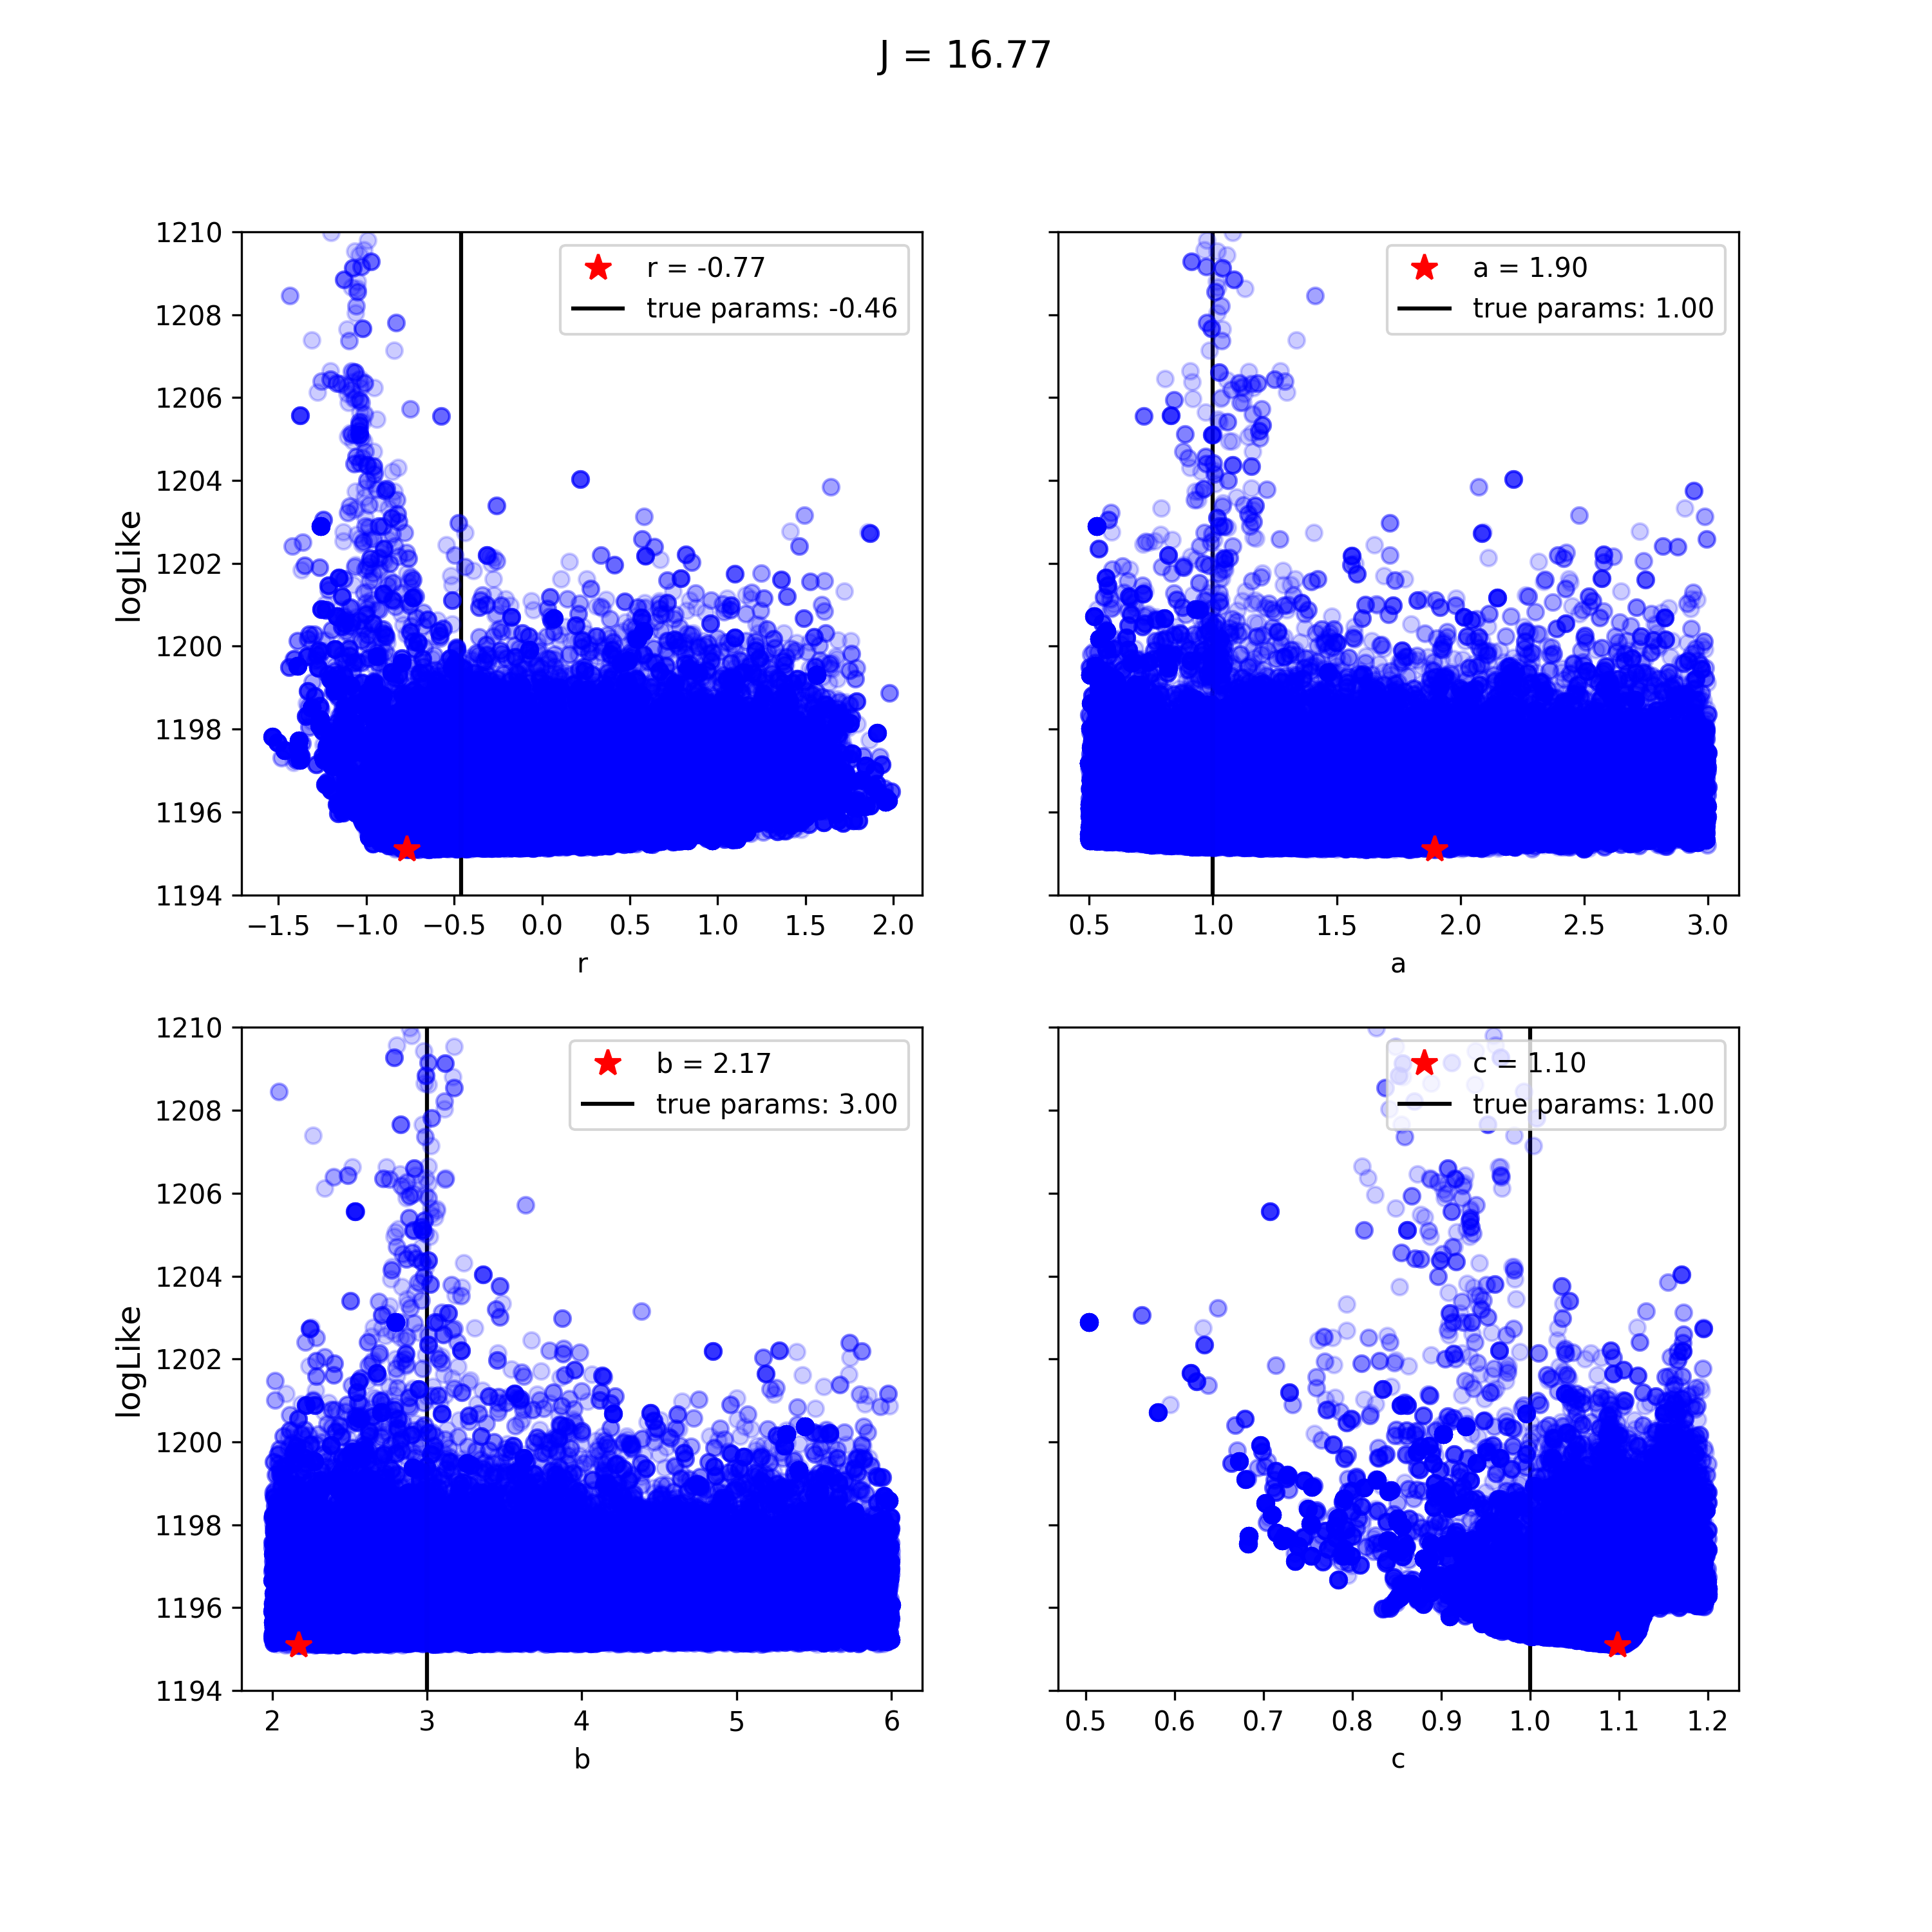 J = 16.77
1210
1208
1206
1204
1202
1200
1198
1196
1194
logLike
r = -0.77
true params: -0.46
−1.5 −1.0 −0.5 0.0 0.5 1.0 1.5 2.0
r
a = 1.90
true params: 1.00
0.5 1.0 1.5 2.0 2.5 3.0
a
1210
1208
1206
1204
1202
1200
1198
1196
1194
logLike
b = 2.17
true params: 3.00
2 3 4 5 6
b
c = 1.10
true params: 1.00
0.5 0.6 0.7 0.8 0.9 1.0 1.1 1.2
c